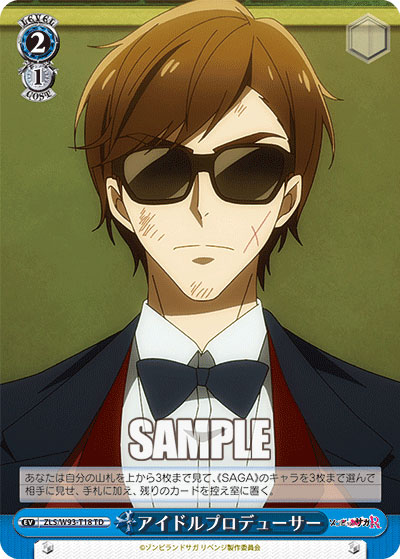 LEVEL
2
1
COST
SAMPLE
あなたは自分の山札を上から3枚まで見て、《SAGA》のキャラを3枚まで選んで
相手に見せ、手札に加え、残りのカードを控え室に置く。
EV ZLS/W93-T18 TD アイドルプロデューサー
©ゾンビランドサガ リベンジ製作委員会